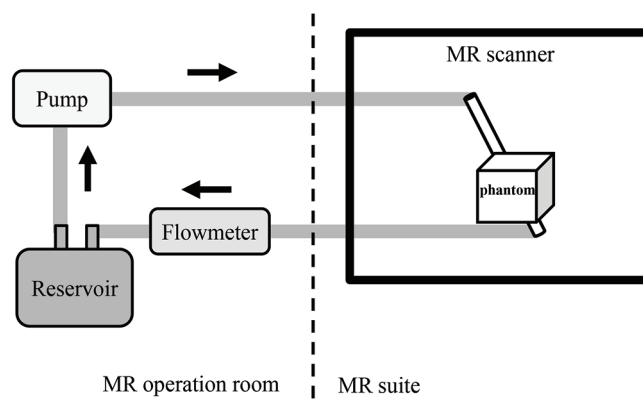 MR scanner
Pump
phantom
Flowmeter
Reservoir
MR operation room
MR suite